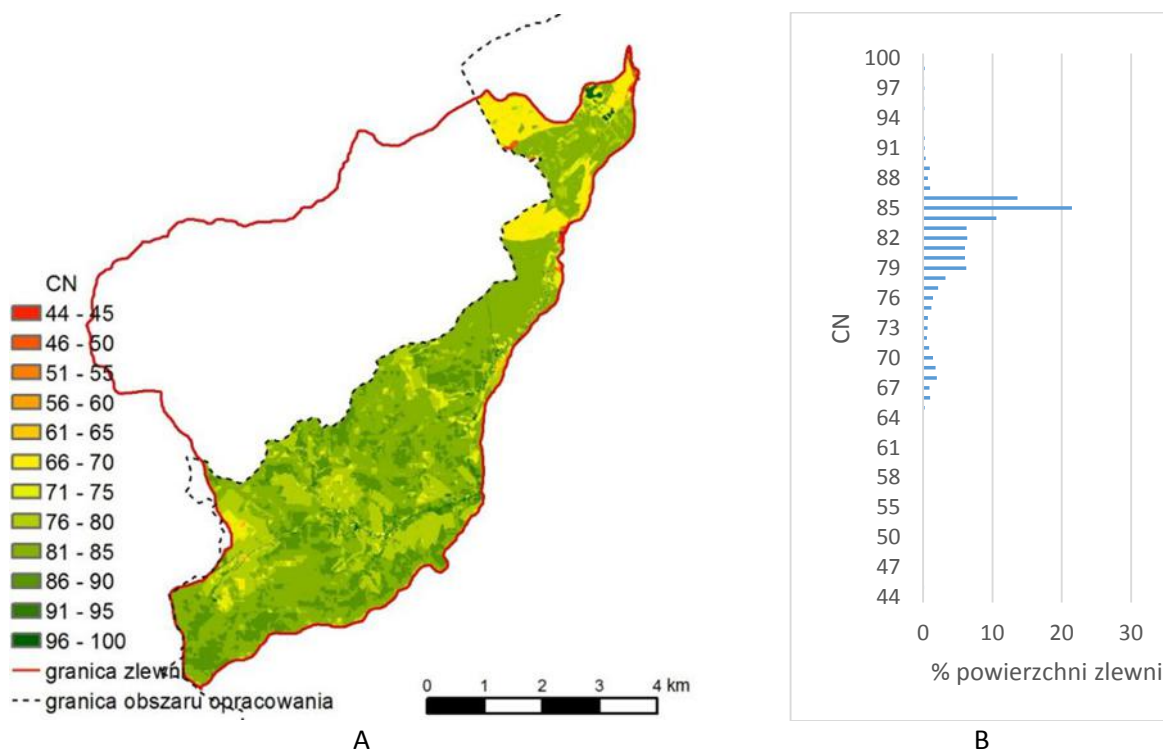 CN
44 - 45
46 - 50
51 - 55
56 - 60
61 - 65
66 - 70
71 - 75
76 - 80
81 - 85
86 - 90
91 - 95
96 - 100
granica zlewni
granica obszaru opracowania
0 1 2 3 4 km
A
100
97
94
91
88
85
82
79
76
73
70
67
64
61
58
55
50
47
44
CN
0 10 20 30
% powierzchni zlewni
B